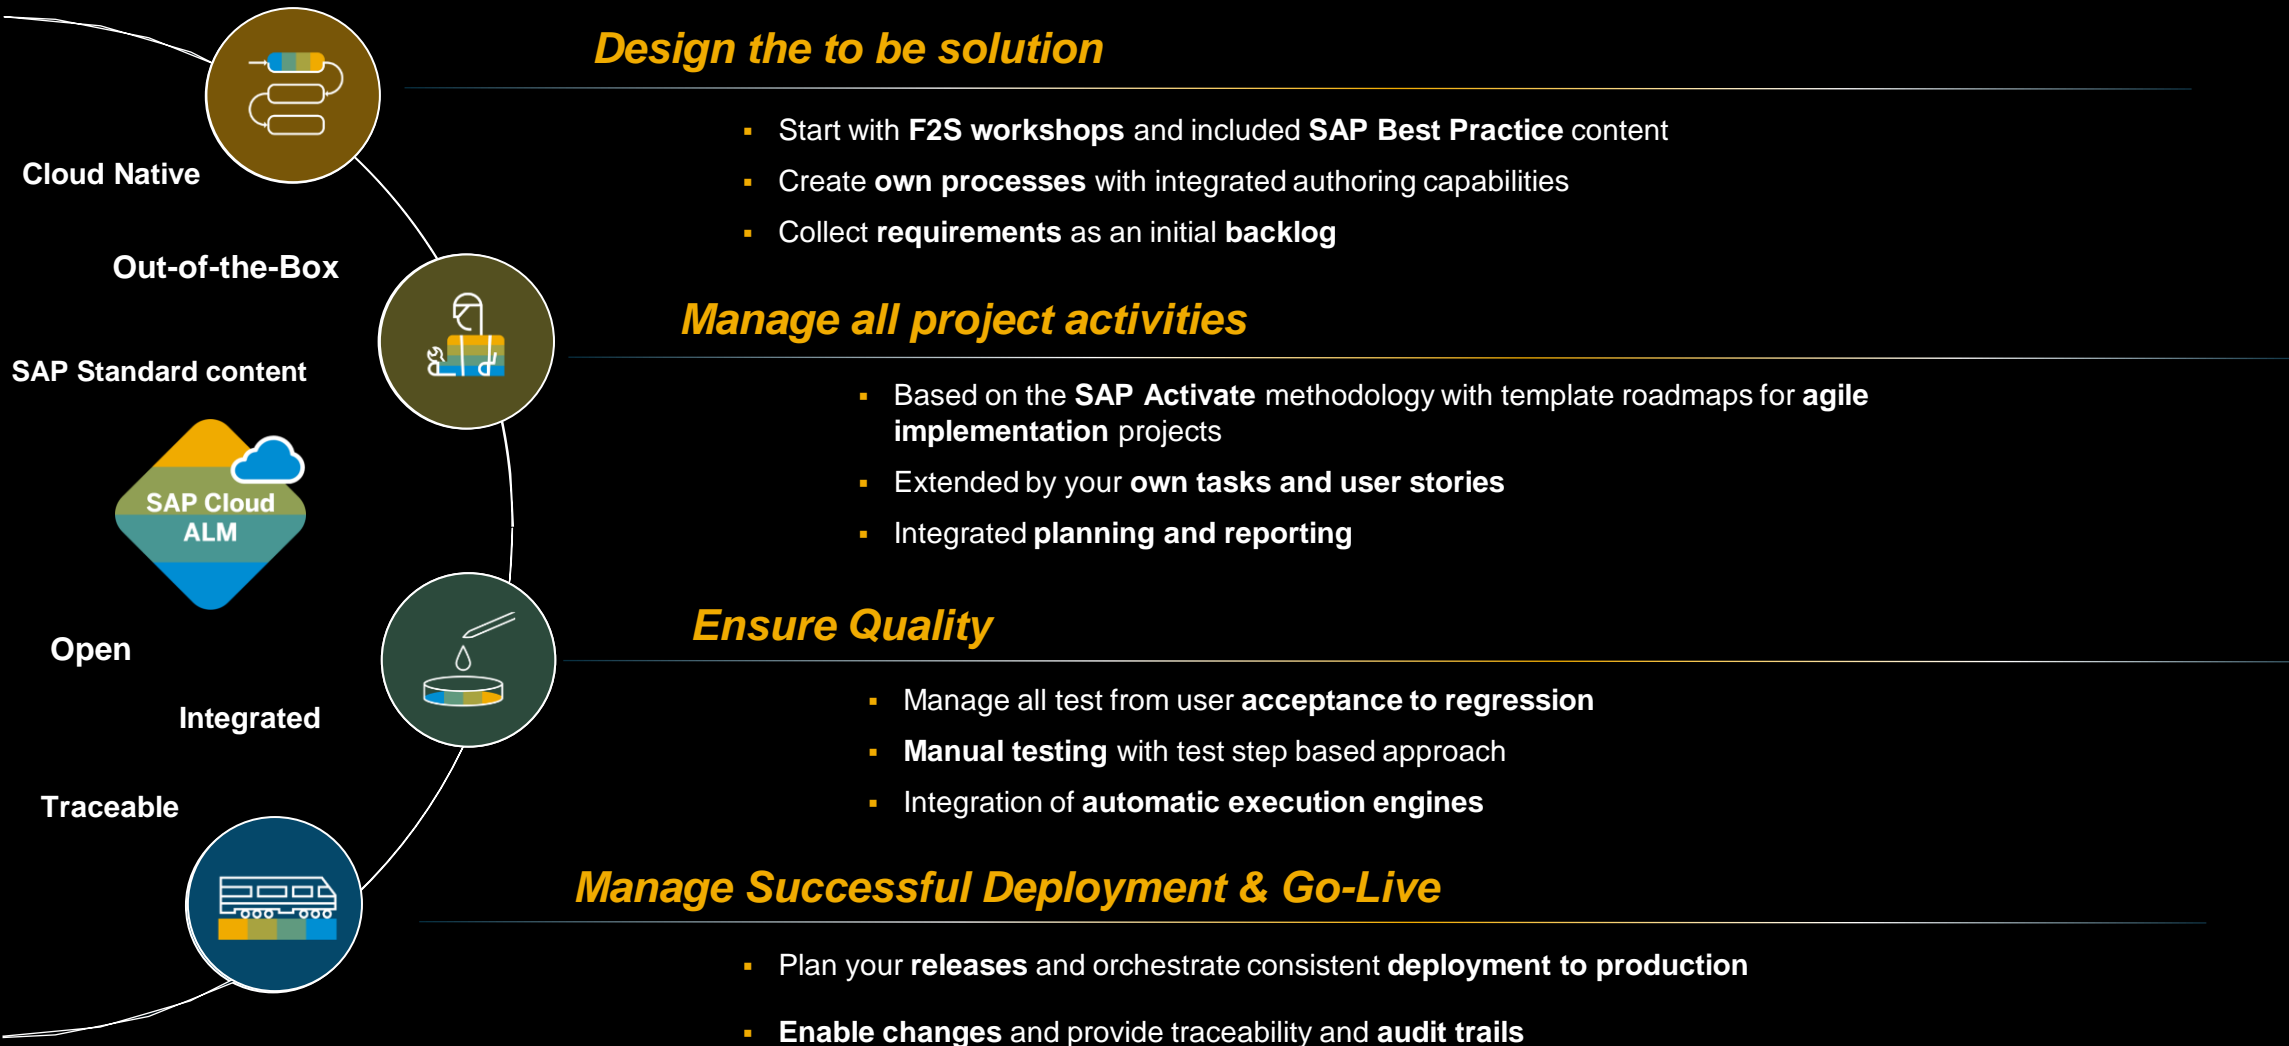 Design the to be solution
Start with F2S workshops and included SAP Best Practice content
Create own processes with integrated authoring capabilities
Collect requirements as an initial backlog
Cloud Native
Out-of-the-Box
SAP Standard content
SAP Cloud
ALM
Open
Integrated
Traceable
Manage all project activities
Based on the SAP Activate methodology with template roadmaps for agile
implementation projects
Extended by your own tasks and user stories
Integrated planning and reporting
Ensure Quality
Manage all test from user acceptance to regression
Manual testing with test step based approach
Integration of automatic execution engines
Manage Successful Deployment & Go-Live
Plan your releases and orchestrate consistent deployment to production
Enable changes and provide traceability and audit trails